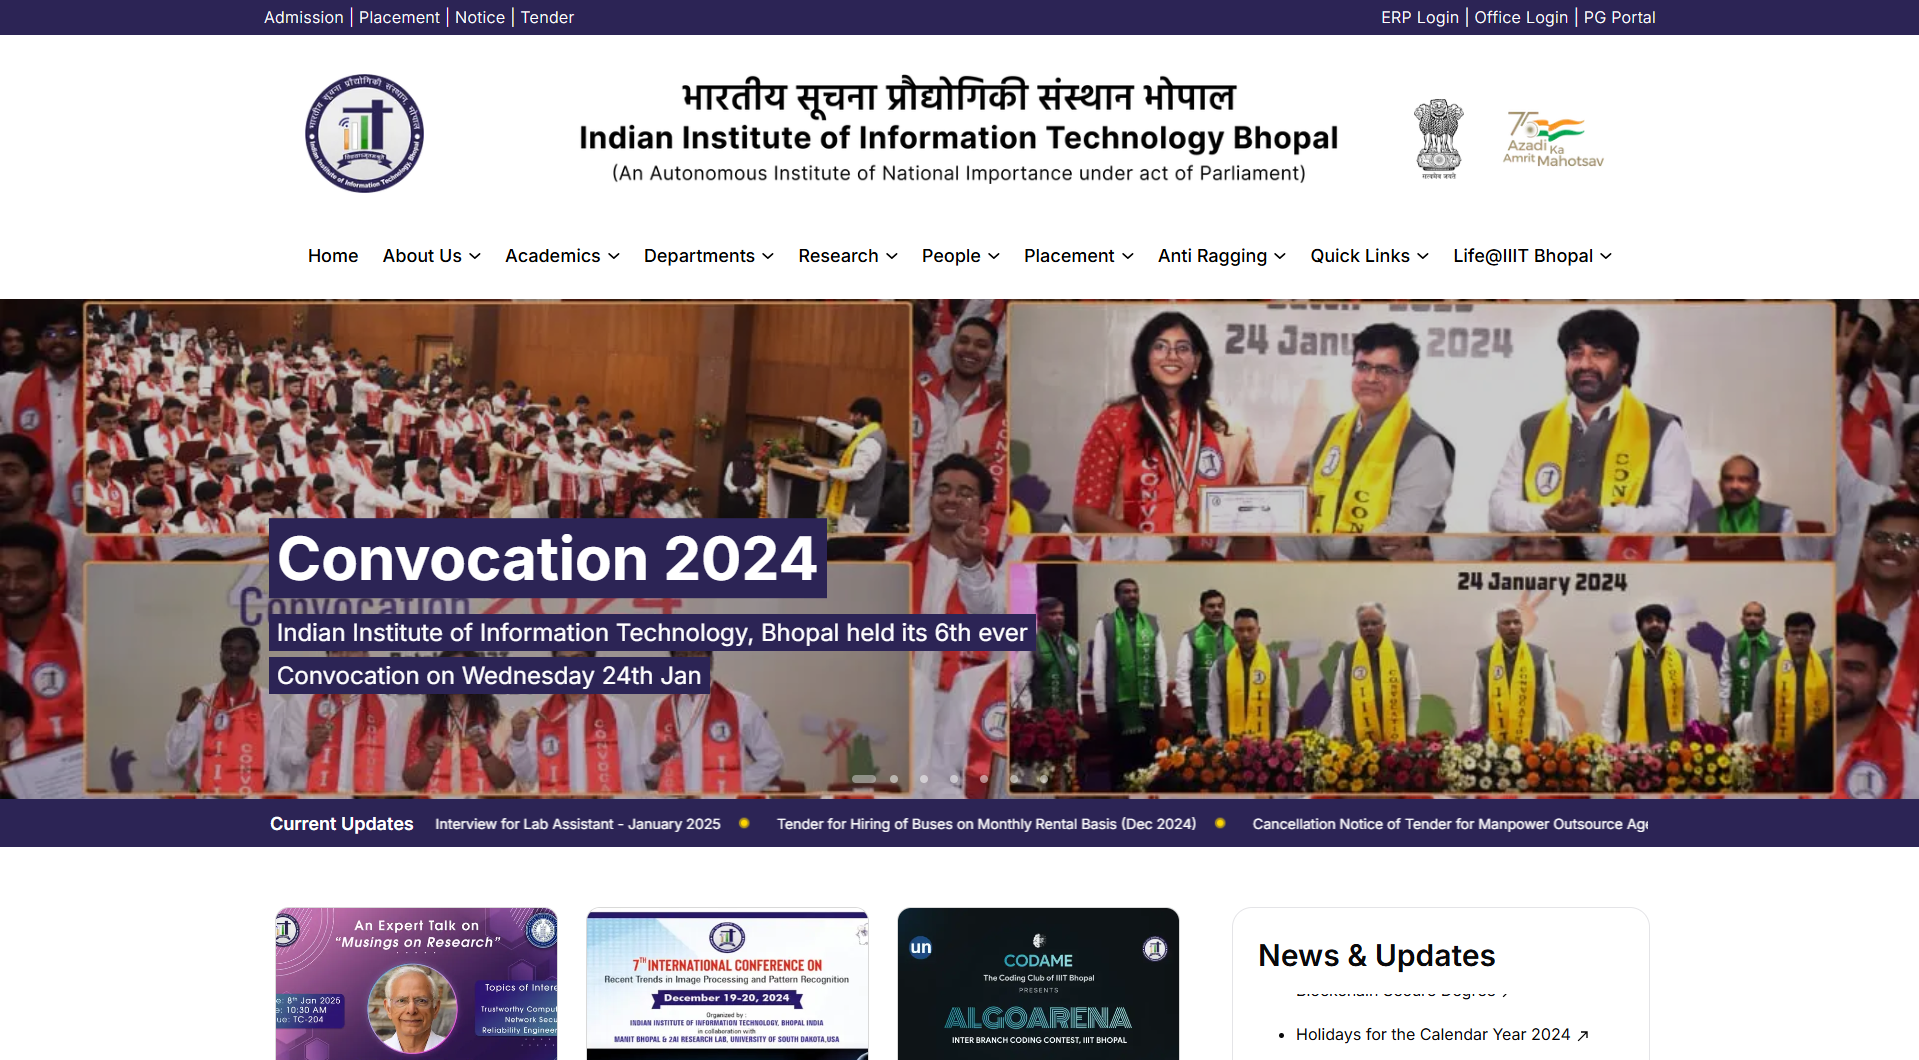 Admission | Placement | Notice | Tender
ERP Login | Office Login | PG Portal
भारतीय सूचना प्रौद्योगिकी संस्थान भोपाल
Indian Institute of Information Technology Bhopal
(An Autonomous Institute of National Importance under act of Parliament)
सत्यमेव जयते
75
Azadi Ka
Amrit Mahotsav
Home
About Us
Academics
Departments
Research
People
Placement
Anti Ragging
Quick Links
Life@IIIT Bhopal
24 January 2024
Convocation 2024
Indian Institute of Information Technology, Bhopal held its 6th ever
Convocation on Wednesday 24th Jan
Current Updates
Interview for Lab Assistant - January 2025
Tender for Hiring of Buses on Monthly Rental Basis (Dec 2024)
Cancellation Notice of Tender for Manpower Outsource
An Expert Talk on
“Musings on Research”
8th Jan 2025
10:30 AM
TC-204
Topics of
Trustworthy
Network
Reliability
7TH INTERNATIONAL CONFERENCE ON
Recent Trends in Image Processing and Pattern Recognition
December 19-20, 2024
Organized by :
INDIAN INSTITUTE OF INFORMATION TECHNOLOGY, BHOPAL INDIA
in collaboration with
MANIT BHOPAL & 2AI RESEARCH LAB, UNIVERSITY OF SOUTH DAKOTA,USA
un
CODAME
The Coding Club of IIIT Bhopal
PRESENTS
ALGOARENA
INTER BRANCH CODING CONTEST, IIIT BHOPAL
News & Updates
Holidays for the Calendar Year 2024